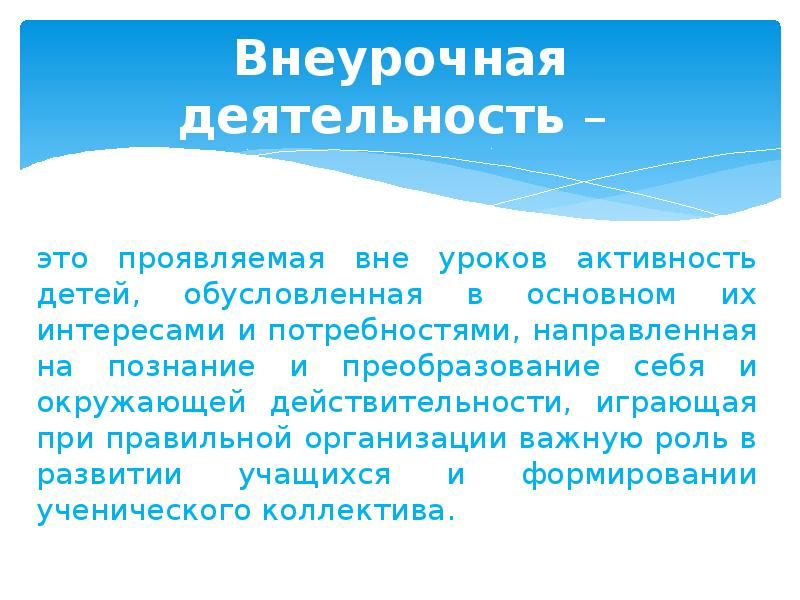 Внеурочная
деятельность –
это проявляемая вне уроков активность
детей, обусловленная в основном их
интересами и потребностями, направленная
на познание и преобразование себя и
окружающей действительности, играющая
при правильной организации важную роль в
развитии учащихся и формировании
ученического коллектива.